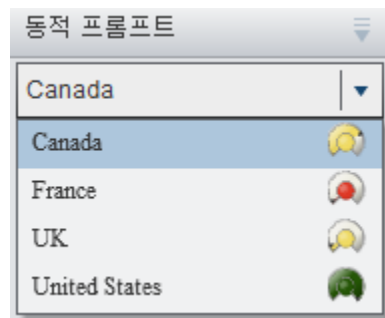 동적 프롬프트
Canada
Canada
France
UK
United States